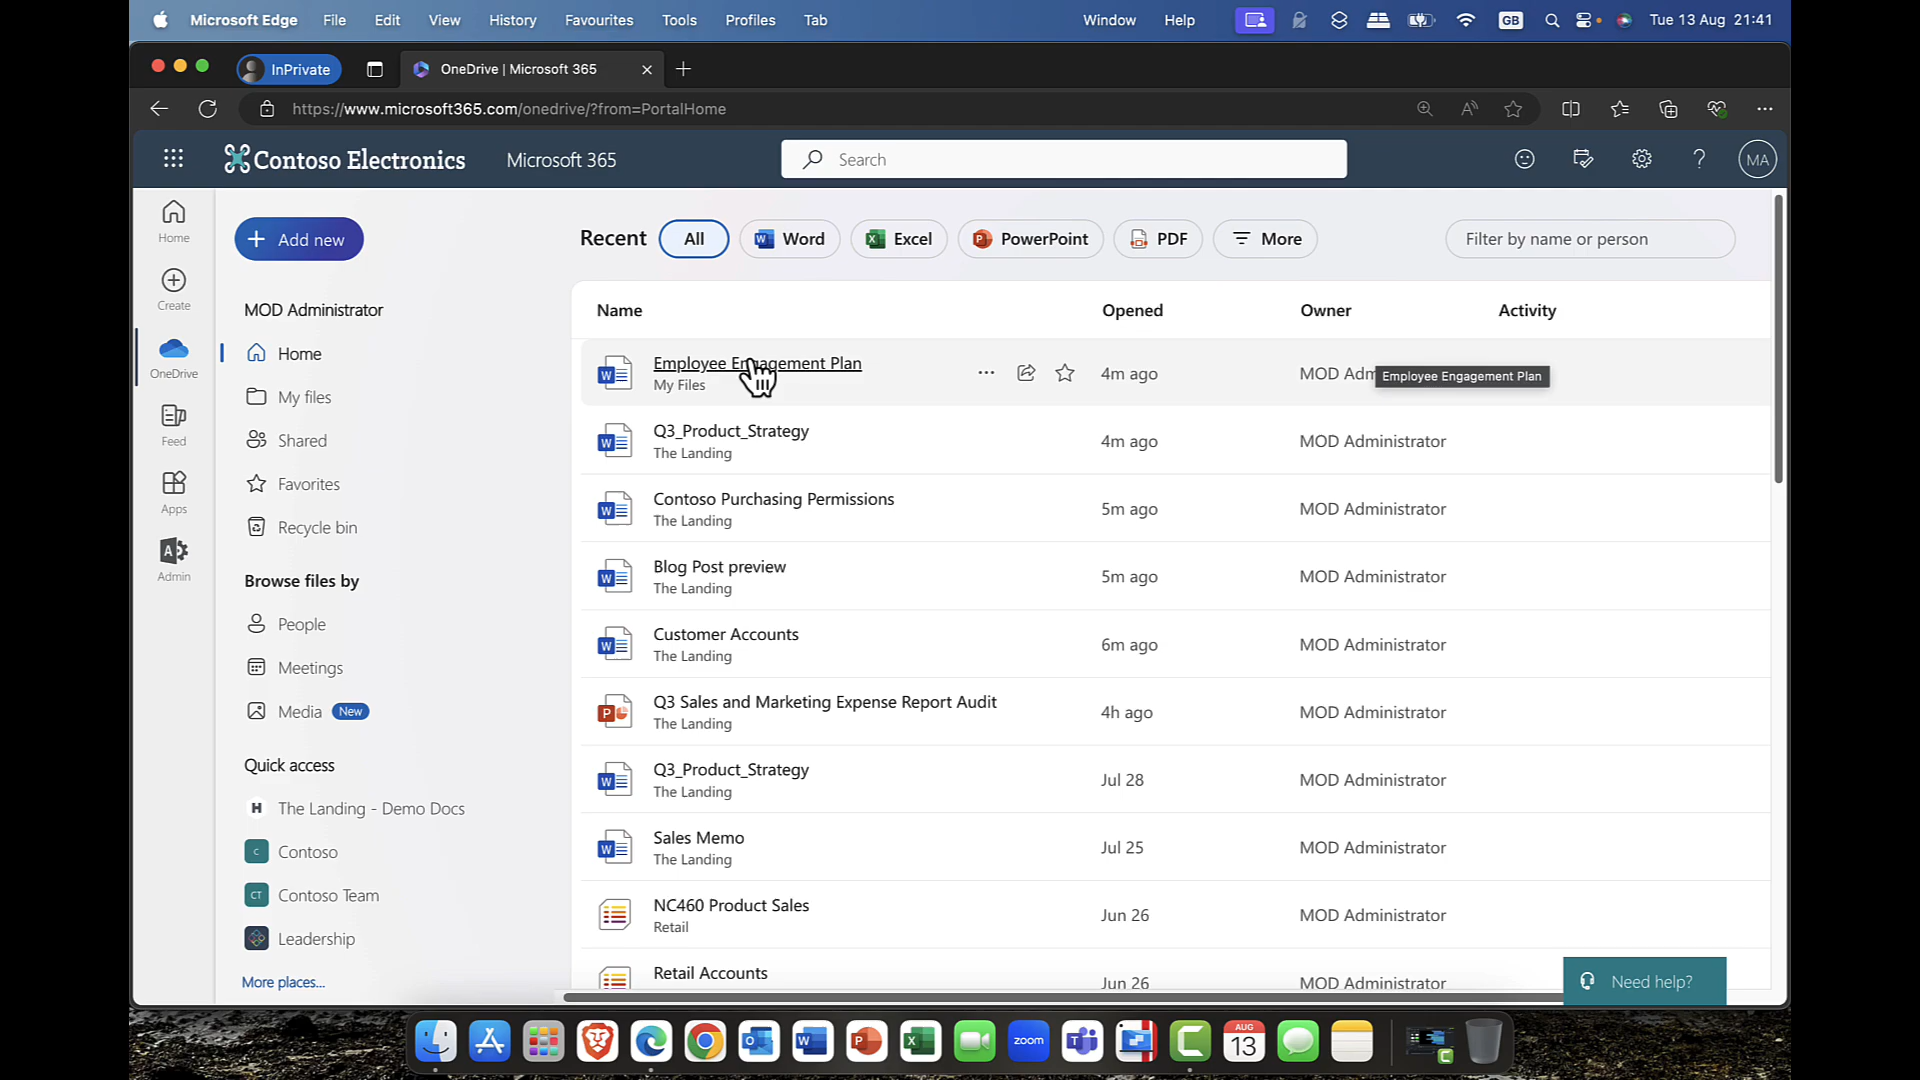 Microsoft Edge File Edit View History Favourites Tools Profiles Tab Window Help GB Tue 13 Aug 21:41
InPrivate OneDrive | Microsoft 365
https://www.microsoft365.com/onedrive/?from=PortalHome
Contoso Electronics Microsoft 365 Search MA
Home
Create
OneDrive
Feed
Apps
Admin
Add new
MOD Administrator
Home
My files
Shared
Favorites
Recycle bin
Browse files by
People
Meetings
Media New
Quick access
H The Landing - Demo Docs
C Contoso
CT Contoso Team
Leadership
More places...
Recent All Word Excel PowerPoint PDF More Filter by name or person
Name Opened Owner Activity
Employee Engagement Plan 4m ago MOD Adm
My Files
Employee Engagement Plan
Q3_Product_Strategy 4m ago MOD Administrator
The Landing
Contoso Purchasing Permissions 5m ago MOD Administrator
The Landing
Blog Post preview 5m ago MOD Administrator
The Landing
Customer Accounts 6m ago MOD Administrator
The Landing
Q3 Sales and Marketing Expense Report Audit 4h ago MOD Administrator
The Landing
Q3_Product_Strategy Jul 28 MOD Administrator
The Landing
Sales Memo Jul 25 MOD Administrator
The Landing
NC460 Product Sales Jun 26 MOD Administrator
Retail
Retail Accounts Jun 26 MOD Administrator
Need help?
zoom
AUG
13